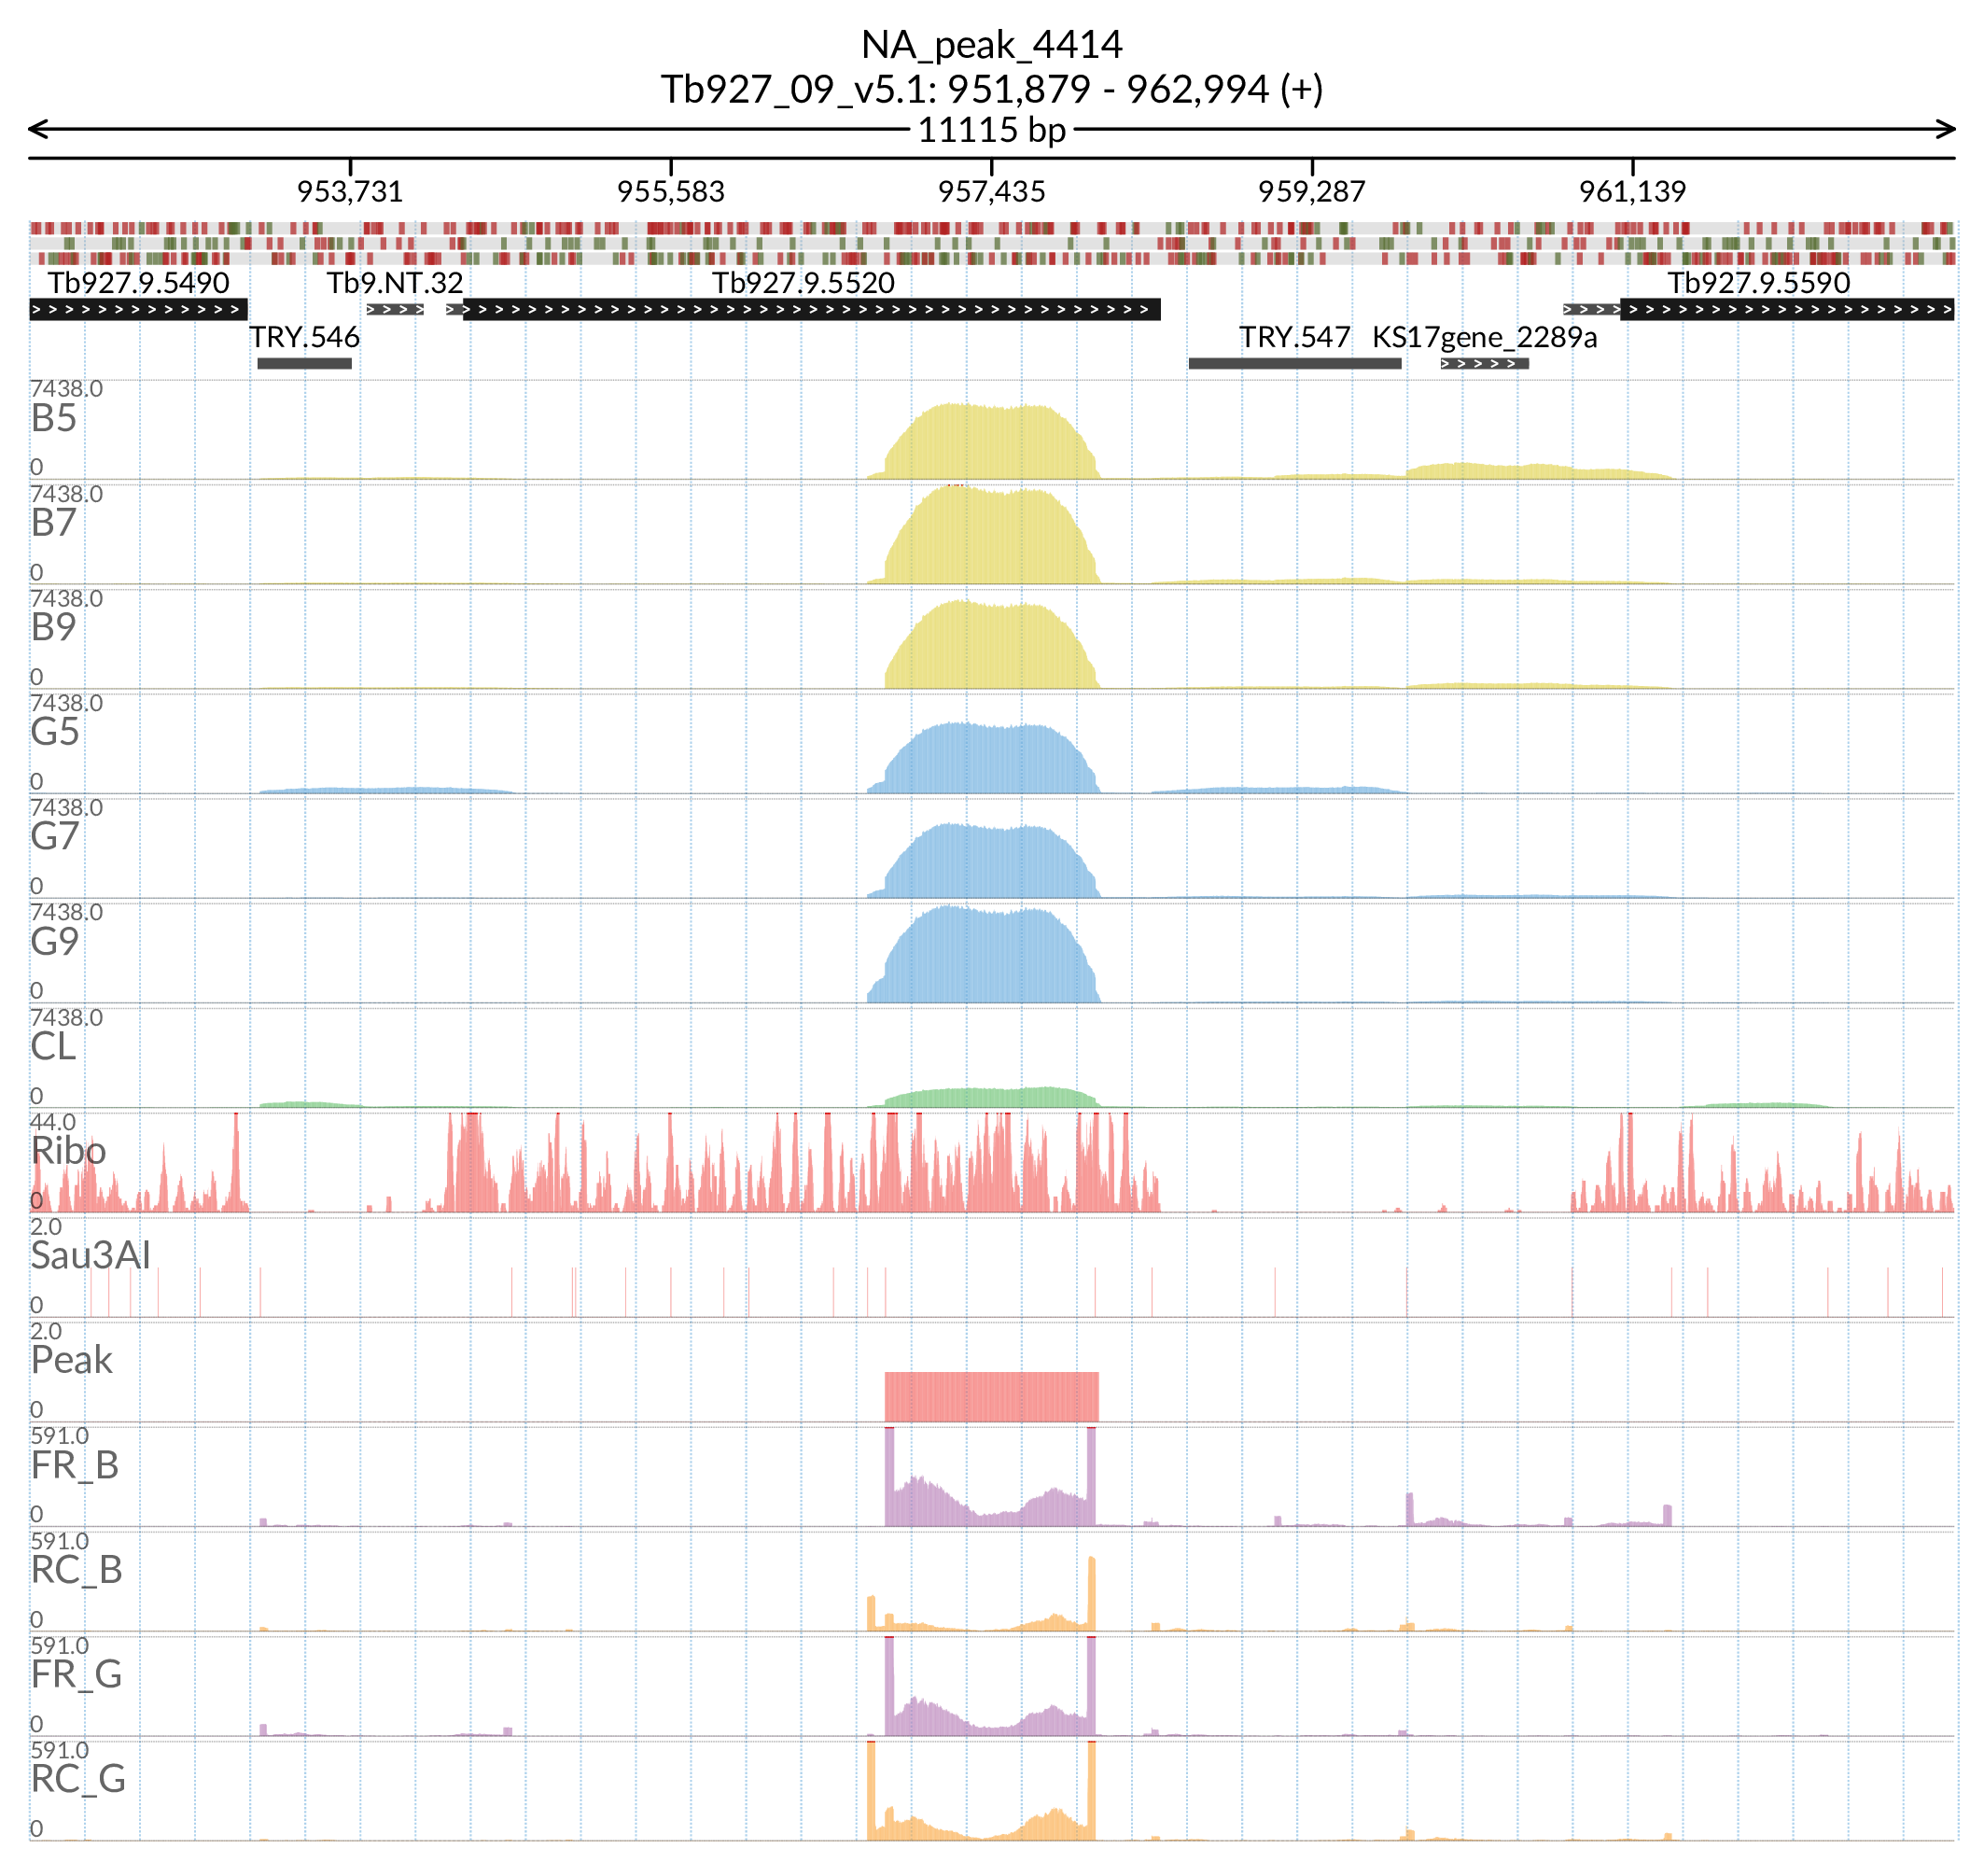 NA_peak_4414
Tb927_09_v5.1: 951,879 - 962,994 (+)
11115 bp
953,731 955,583 957,435 959,287 961,139
Tb927.9.5490 Tb9.NT.32 Tb927.9.5520 Tb927.9.5590
TRY.546 TRY.547 KS17gene_2289a
7438.0
B5
0
7438.0
B7
0
7438.0
B9
0
7438.0
G5
0
7438.0
G7
0
7438.0
G9
0
7438.0
CL
0
44.0
Ribo
0
2.0
Sau3AI
0
2.0
Peak
0
591.0
FR_B
0
591.0
RC_B
0
591.0
FR_G
0
591.0
RC_G
0